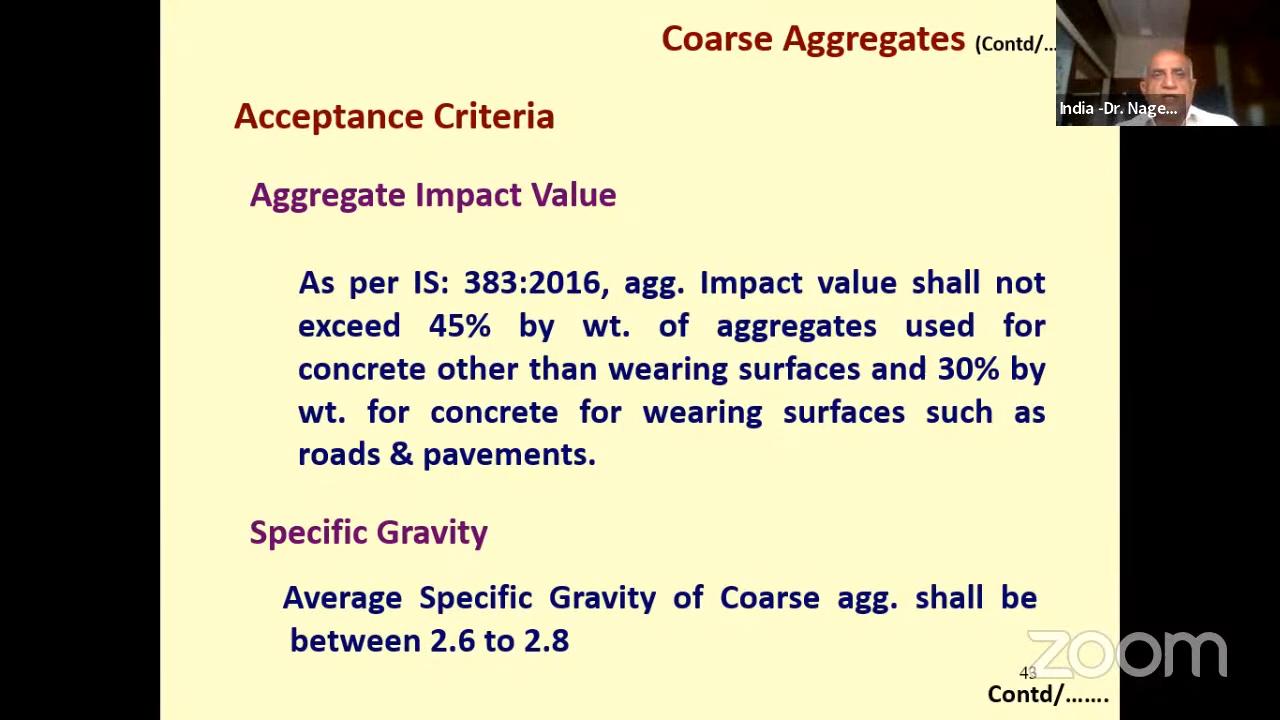 Coarse Aggregates (Contd/...
India -Dr. Nage...
Acceptance Criteria
Aggregate Impact Value
As per IS: 383:2016, agg. Impact value shall not
exceed 45% by wt. of aggregates used for
concrete other than wearing surfaces and 30% by
wt. for concrete for wearing surfaces such as
roads & pavements.
Specific Gravity
Average Specific Gravity of Coarse agg. shall be
between 2.6 to 2.8
zoom
43
Contd/.......